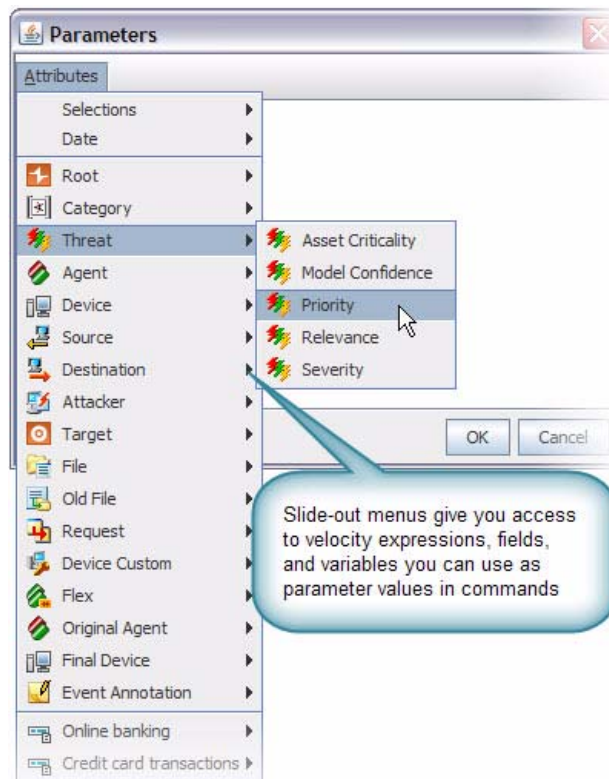 Parameters
Attributes
Selections
Date
Root
Category
Threat
Agent
Device
Source
Destination
Attacker
Target
File
Old File
Request
Device Custom
Flex
Original Agent
Final Device
Event Annotation
Online banking
Credit card transactions
Asset Criticality
Model Confidence
Priority
Relevance
Severity
OK
Cancel
Slide-out menus give you access
to velocity expressions, fields,
and variables you can use as
parameter values in commands